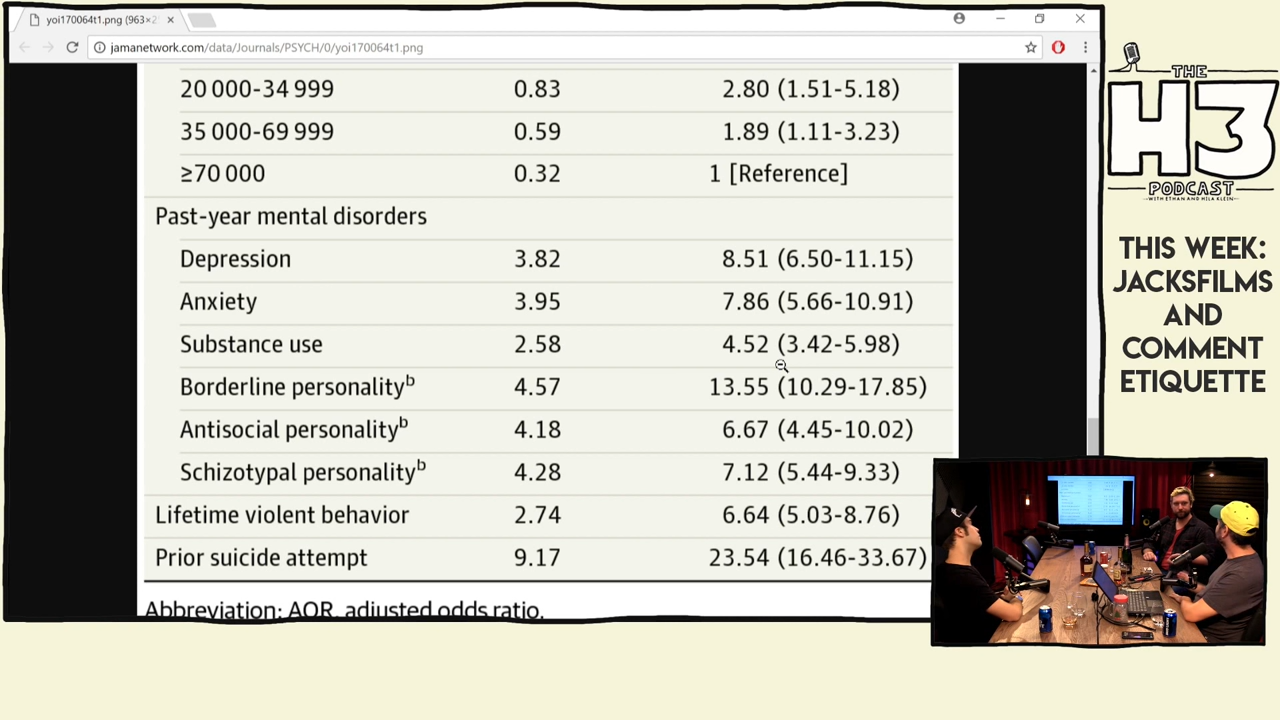 yoi170064t1.png (963×2
jamanetwork.com/data/Journals/PSYCH/0/yoi170064t1.png
20 000-34 999 0.83 2.80 (1.51-5.18)
35 000-69 999 0.59 1.89 (1.11-3.23)
≥70 000 0.32 1 [Reference]
Past-year mental disorders
Depression 3.82 8.51 (6.50-11.15)
Anxiety 3.95 7.86 (5.66-10.91)
Substance use 2.58 4.52 (3.42-5.98)
Borderline personalityᵇ 4.57 13.55 (10.29-17.85)
Antisocial personalityᵇ 4.18 6.67 (4.45-10.02)
Schizotypal personalityᵇ 4.28 7.12 (5.44-9.33)
Lifetime violent behavior 2.74 6.64 (5.03-8.76)
Prior suicide attempt 9.17 23.54 (16.46-33.67)
Abbreviation: AOR, adjusted odds ratio.
THE
H3
PODCAST
WITH ETHAN AND HILA KLEIN
THIS WEEK:
JACKSFILMS
AND
COMMENT
ETIQUETTE